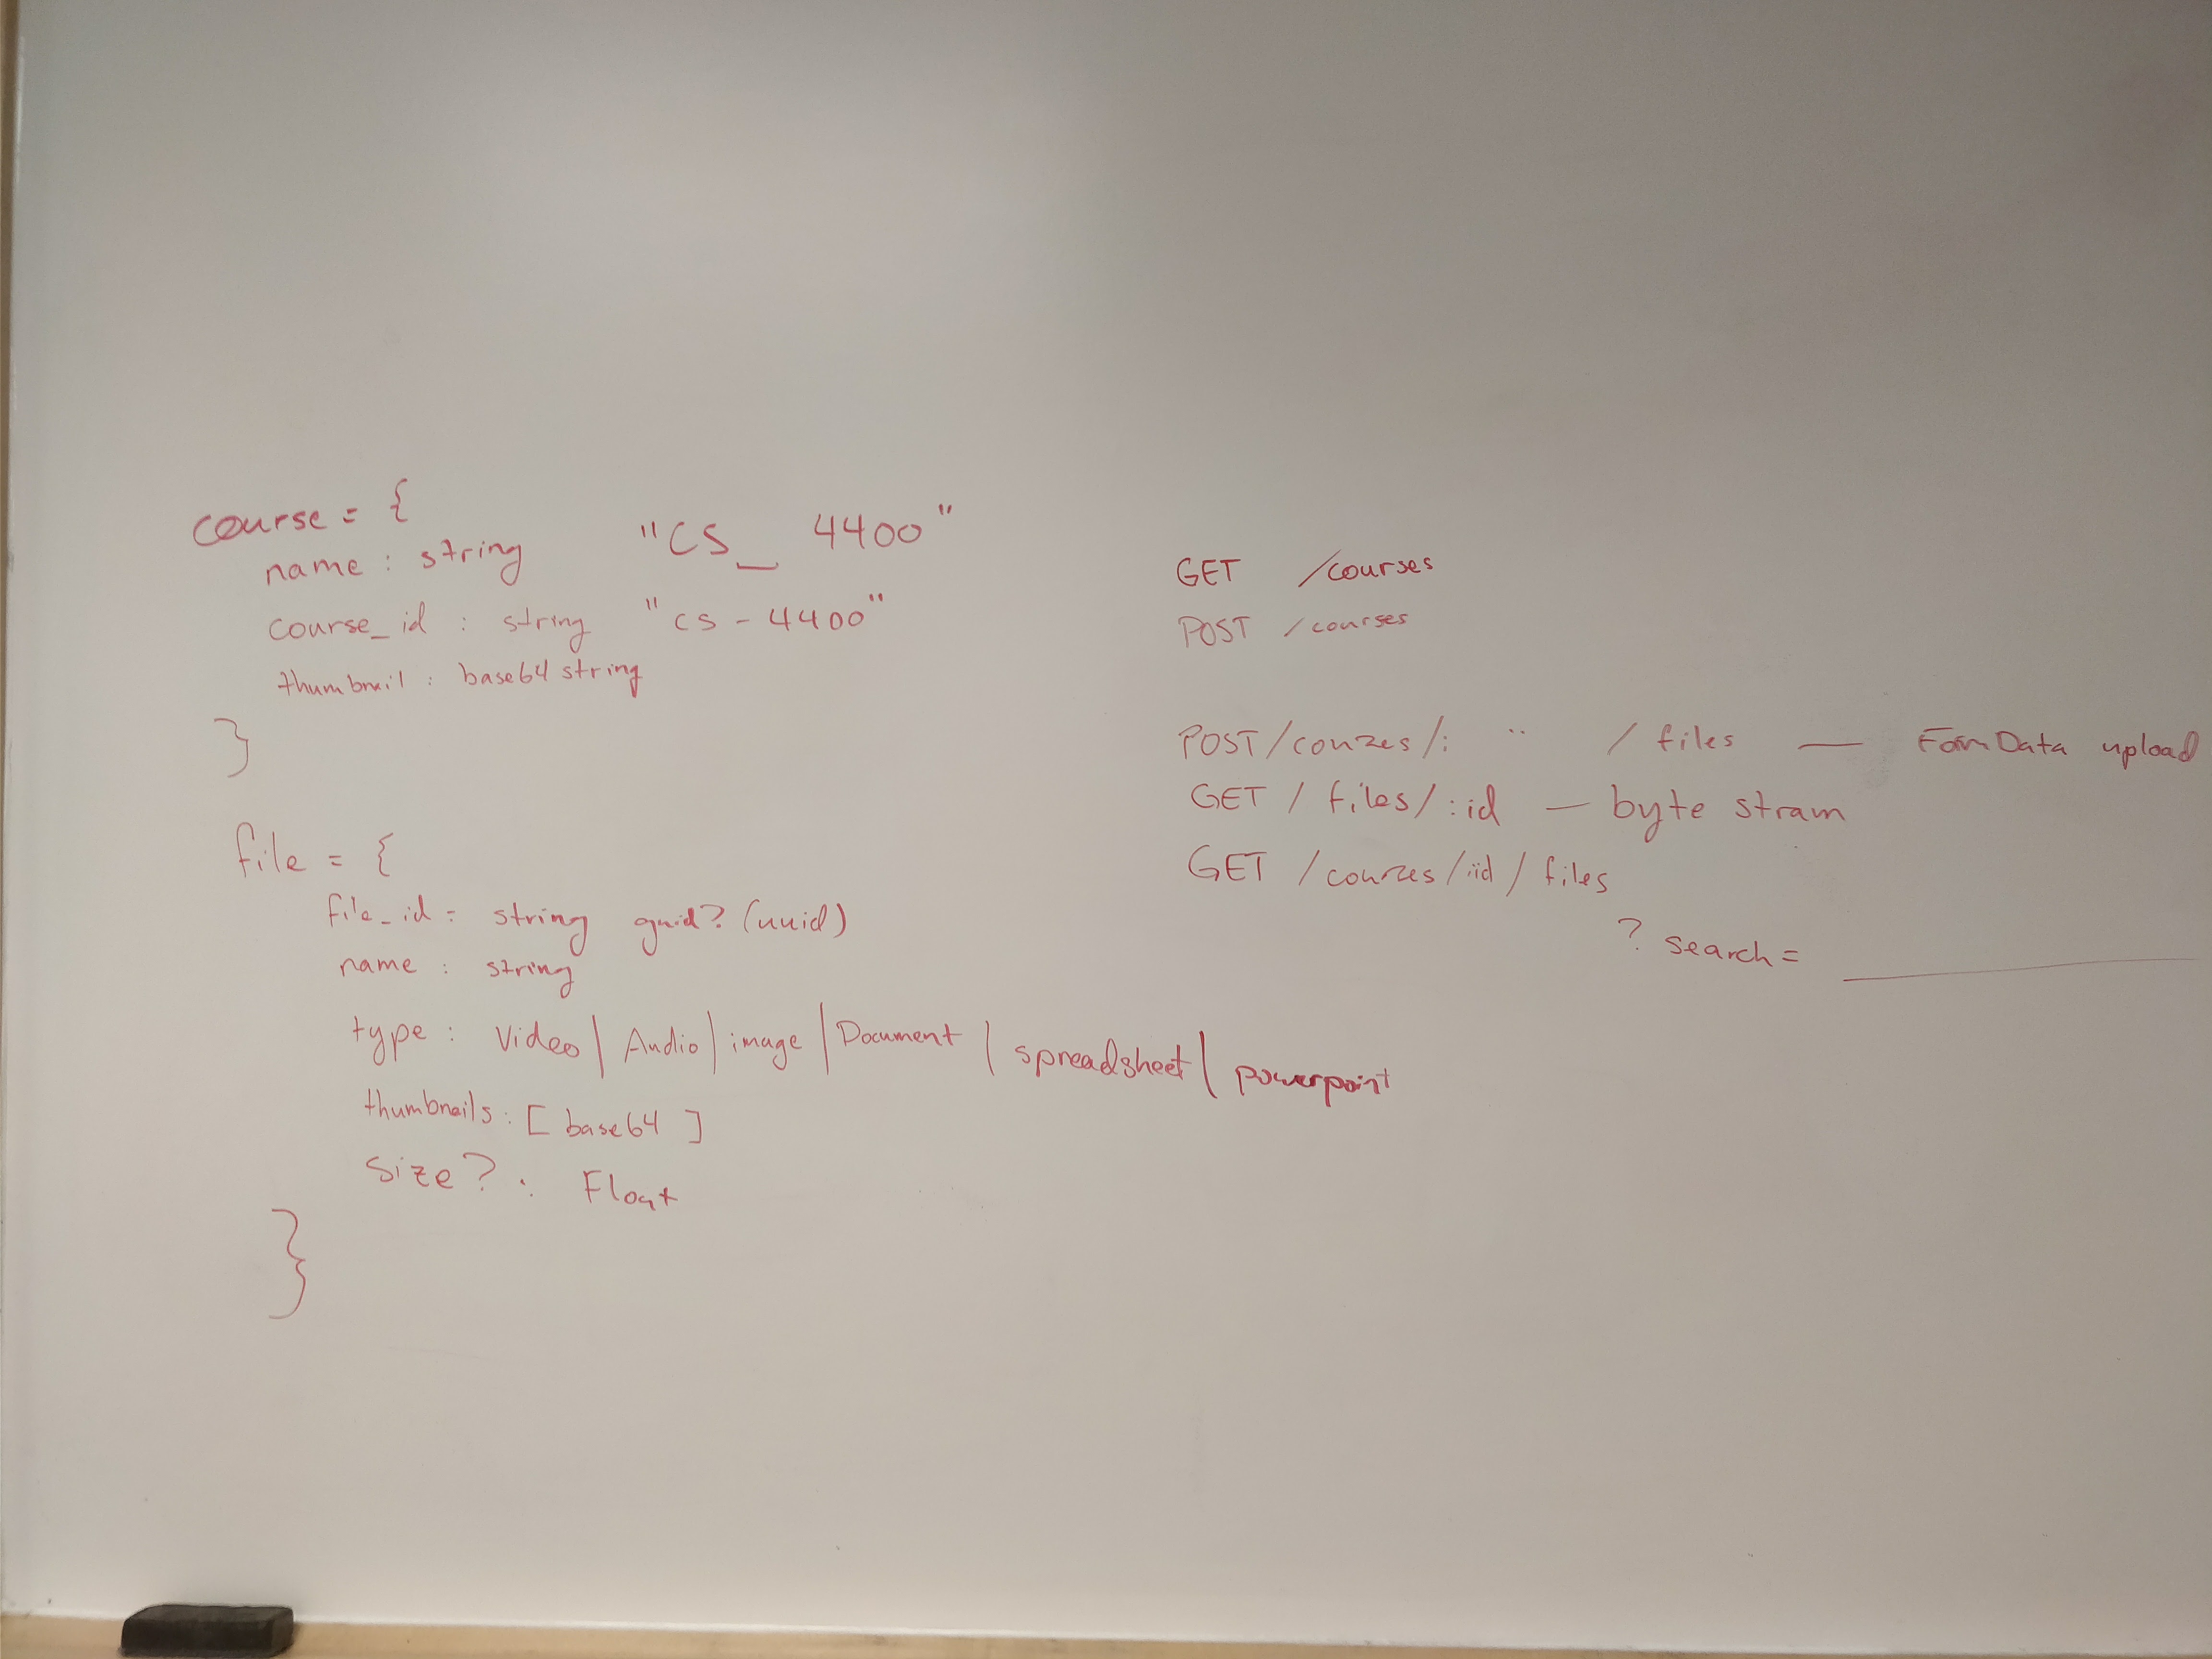 course = {
name : string "CS_ 4400"
course_id : string "cs-4400"
thumbnail : base64 string
}
file = {
file_id = string guid? (uuid)
name : string
type : Video | Audio | image | Document | spreadsheet | powerpoint
thumbnails : [ base64 ]
Size? : Float
}
GET /courses
POST /courses
POST /courses/: " /files — FormData upload
GET /files/:id — byte stram
GET /courses/:id/files
? search = ____